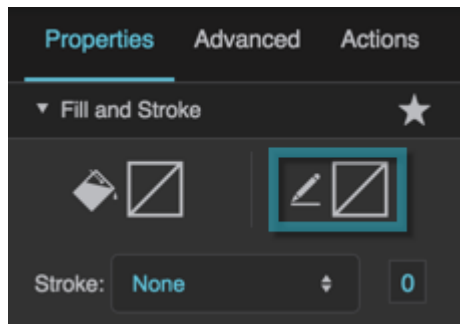 Properties Advanced Actions
Fill and Stroke
Stroke: None 0